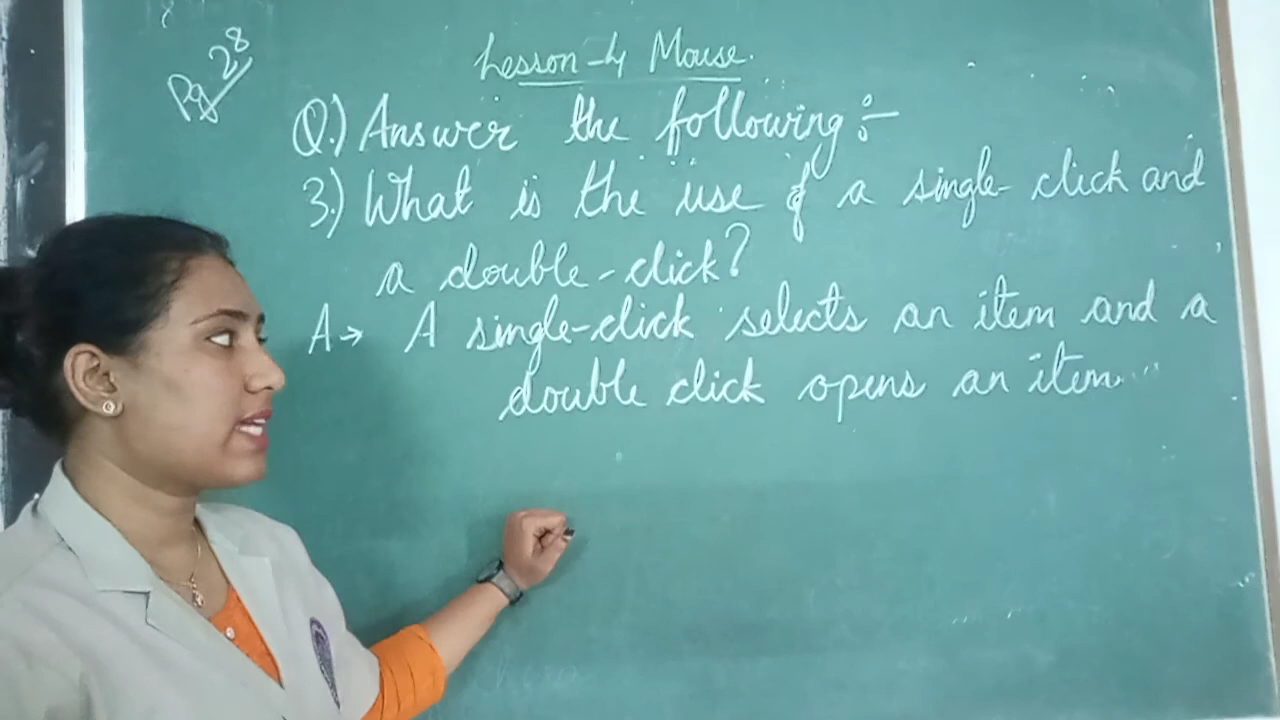 Pg 28
Lesson-4 Mouse.
Q.) Answer the following :-
3.) What is the use of a single-click and
a double-click?
A→ A single-click selects an item and a
double click opens an item.